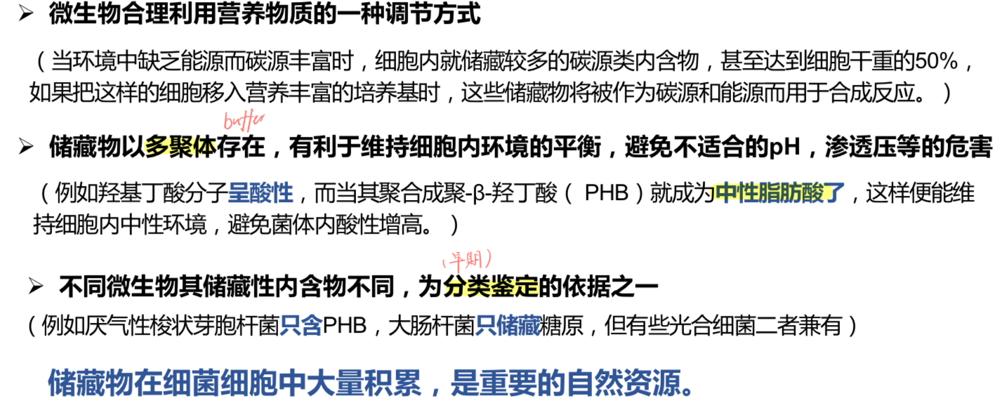 ➢ 微生物合理利用营养物质的一种调节方式
（当环境中缺乏能源而碳源丰富时，细胞内就储藏较多的碳源类内含物，甚至达到细胞干重的50%，
如果把这样的细胞移入营养丰富的培养基时，这些储藏物将被作为碳源和能源而用于合成反应。）
buffer
➢ 储藏物以多聚体存在，有利于维持细胞内环境的平衡，避免不适合的pH，渗透压等的危害
（例如羟基丁酸分子呈酸性，而当其聚合成聚-β-羟丁酸（ PHB）就成为中性脂肪酸了，这样便能维
持细胞内中性环境，避免菌体内酸性增高。）
（早期）
➢ 不同微生物其储藏性内含物不同，为分类鉴定的依据之一
（例如厌气性梭状芽胞杆菌只含PHB，大肠杆菌只储藏糖原，但有些光合细菌二者兼有）
储藏物在细菌细胞中大量积累，是重要的自然资源。